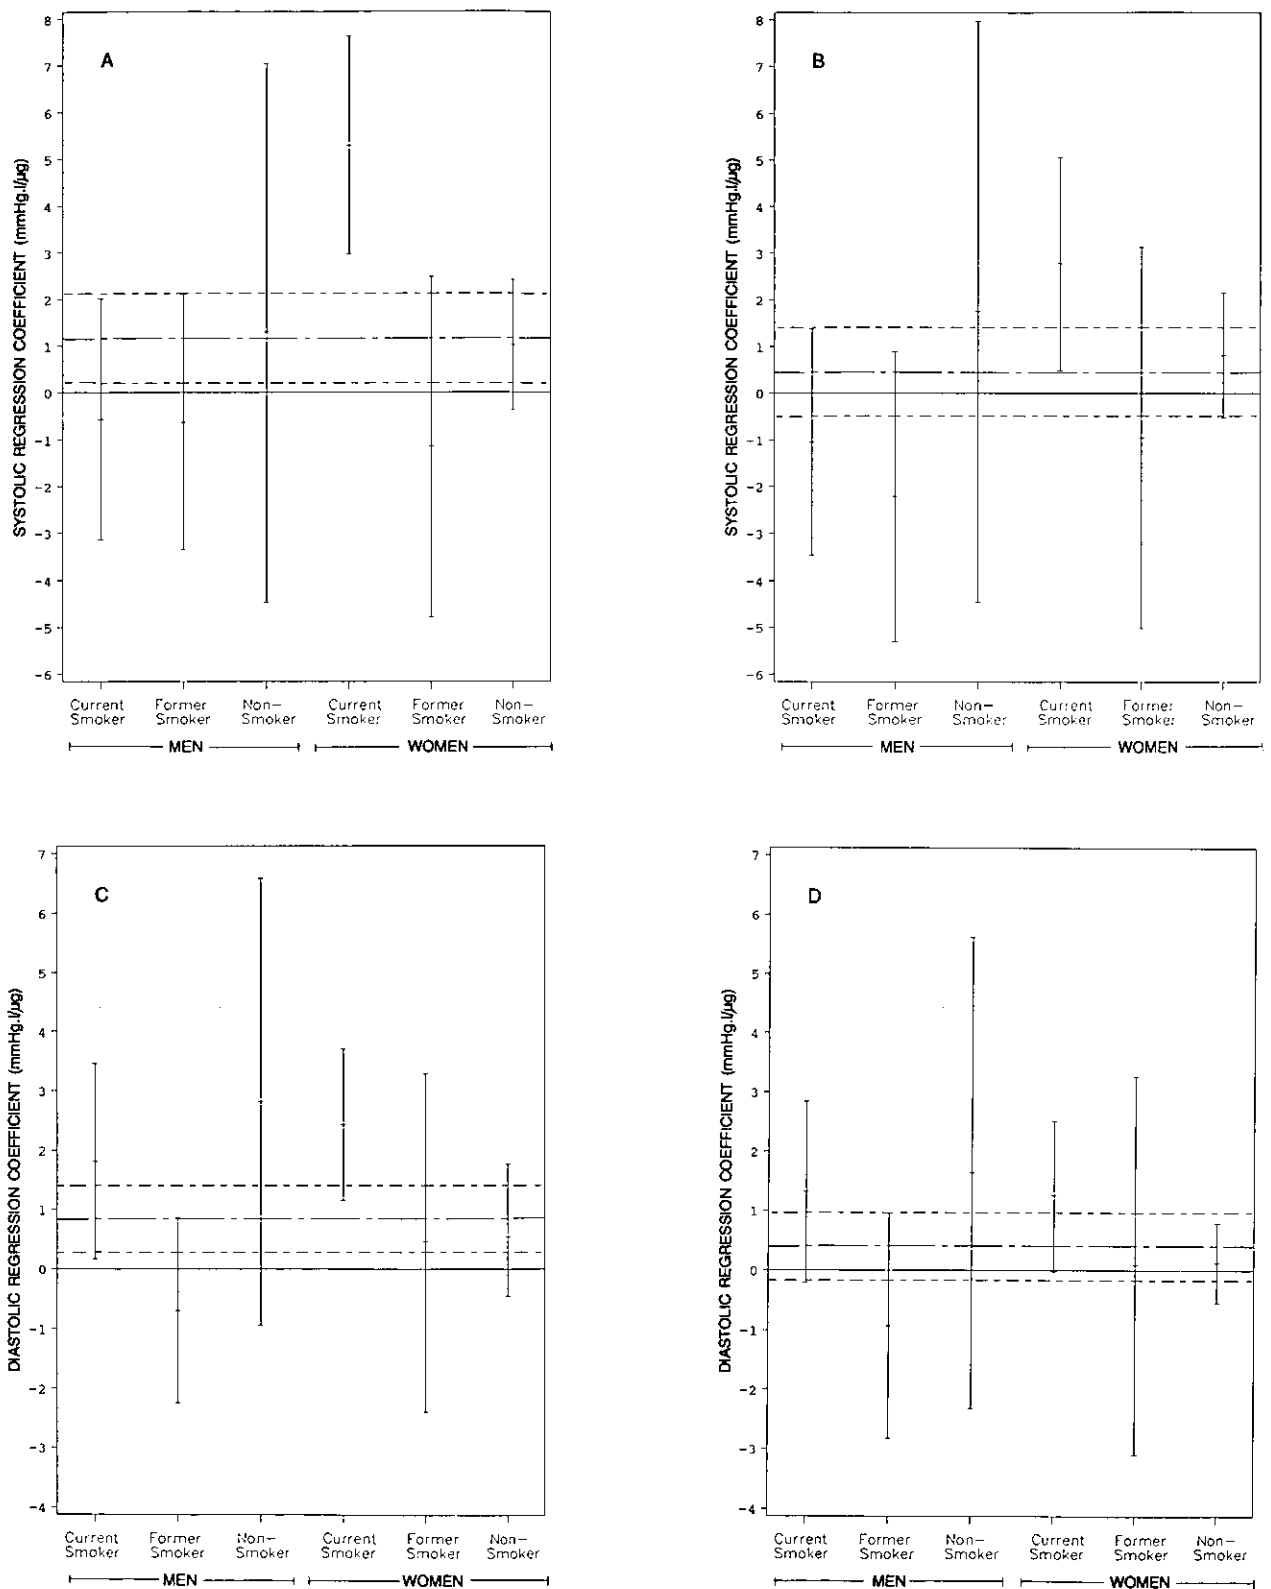 A
SYSTOLIC REGRESSION COEFFICIENT (mmHg.l/µg)
8
7
6
5
4
3
2
1
0
-1
-2
-3
-4
-5
-6
Current Former Non- Current Former Non-
Smoker Smoker Smoker Smoker Smoker Smoker
MEN WOMEN
B
SYSTOLIC REGRESSION COEFFICIENT (mmHg.l/µg)
8
7
6
5
4
3
2
1
0
-1
-2
-3
-4
-5
-6
Current Former Non- Current Former Non-
Smoker Smoker Smoker Smoker Smoker Smoker
MEN WOMEN
C
DIASTOLIC REGRESSION COEFFICIENT (mmHg.l/µg)
7
6
5
4
3
2
1
0
-1
-2
-3
-4
Current Former Non- Current Former Non-
Smoker Smoker Smoker Smoker Smoker Smoker
MEN WOMEN
D
DIASTOLIC REGRESSION COEFFICIENT (mmHg.l/µg)
7
6
5
4
3
2
1
0
-1
-2
-3
-4
Current Former Non- Current Former Non-
Smoker Smoker Smoker Smoker Smoker Smoker
MEN WOMEN